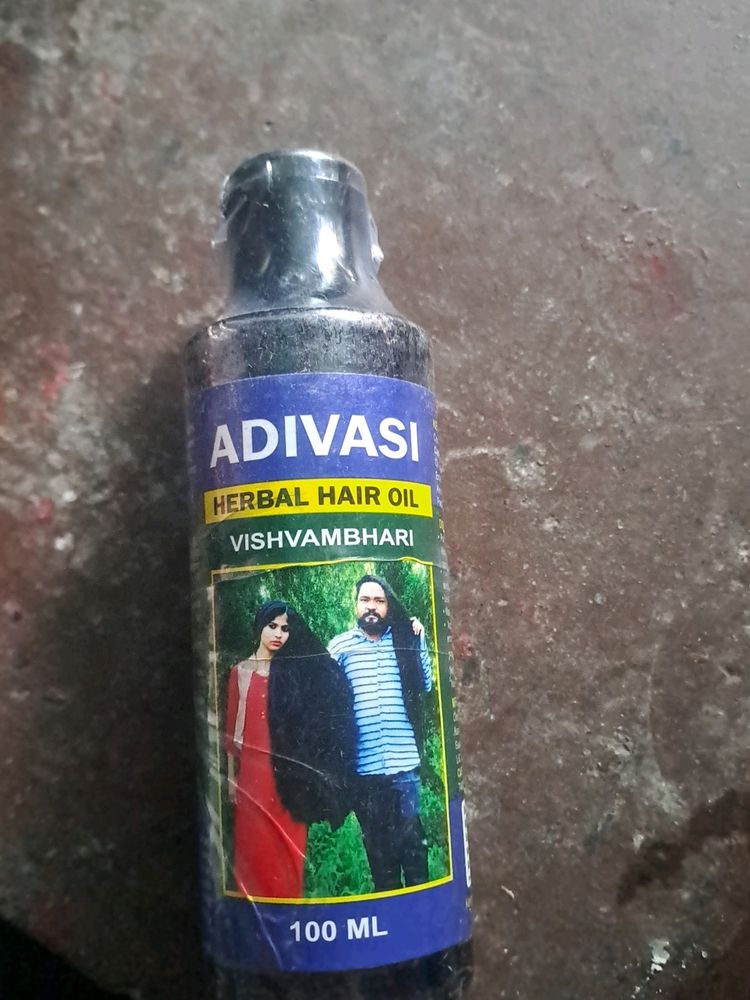 ADIVASI
HERBAL HAIR OIL
VISHVAMBHARI
100 ML